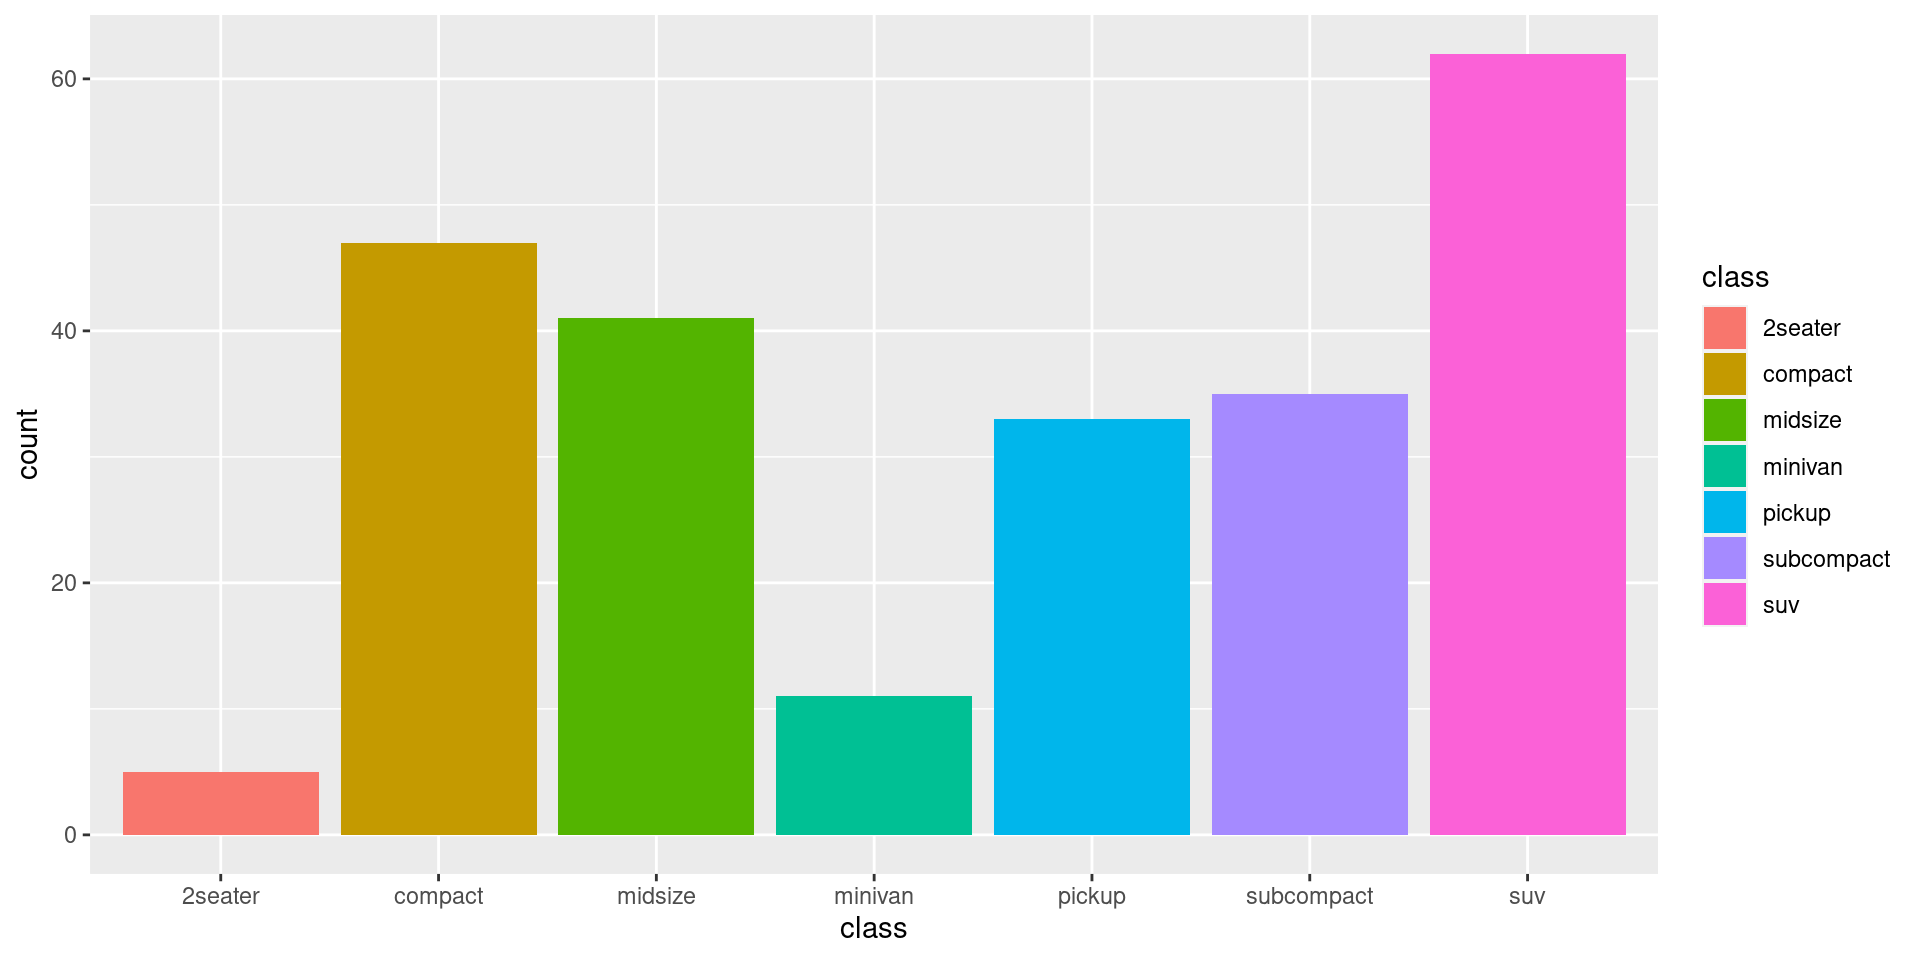 60
40
20
0
count
2seater compact midsize minivan pickup subcompact suv
class
class
2seater
compact
midsize
minivan
pickup
subcompact
suv